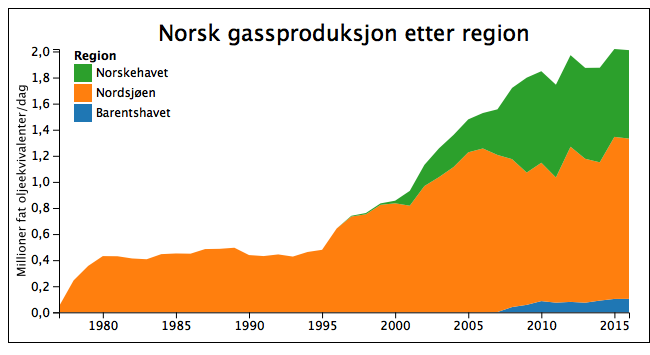 Norsk gassproduksjon etter region
Millioner fat oljeekvivalenter/dag
2,0
1,8
1,6
1,4
1,2
1,0
0,8
0,6
0,4
0,2
0,0
Region
Norskehavet
Nordsjøen
Barentshavet
1980 1985 1990 1995 2000 2005 2010 2015